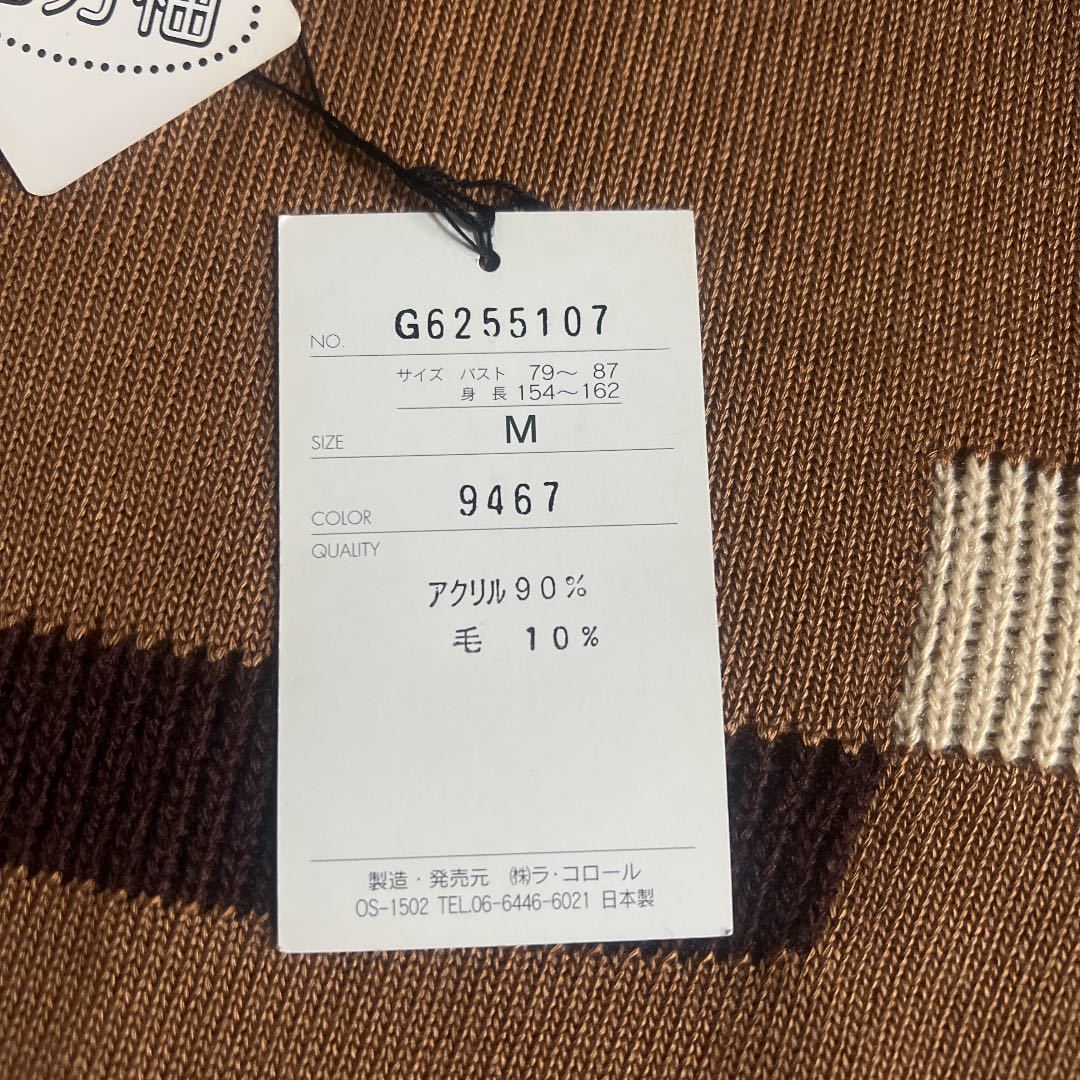 分袖
NO. G6255107
サイズ バスト 79～ 87
身 長 154～162
SIZE M
COLOR 9467
QUALITY
アクリル90%
毛 10%
製造・発売元 ㈱ラ・コロール
OS-1502 TEL.06-6446-6021 日本製